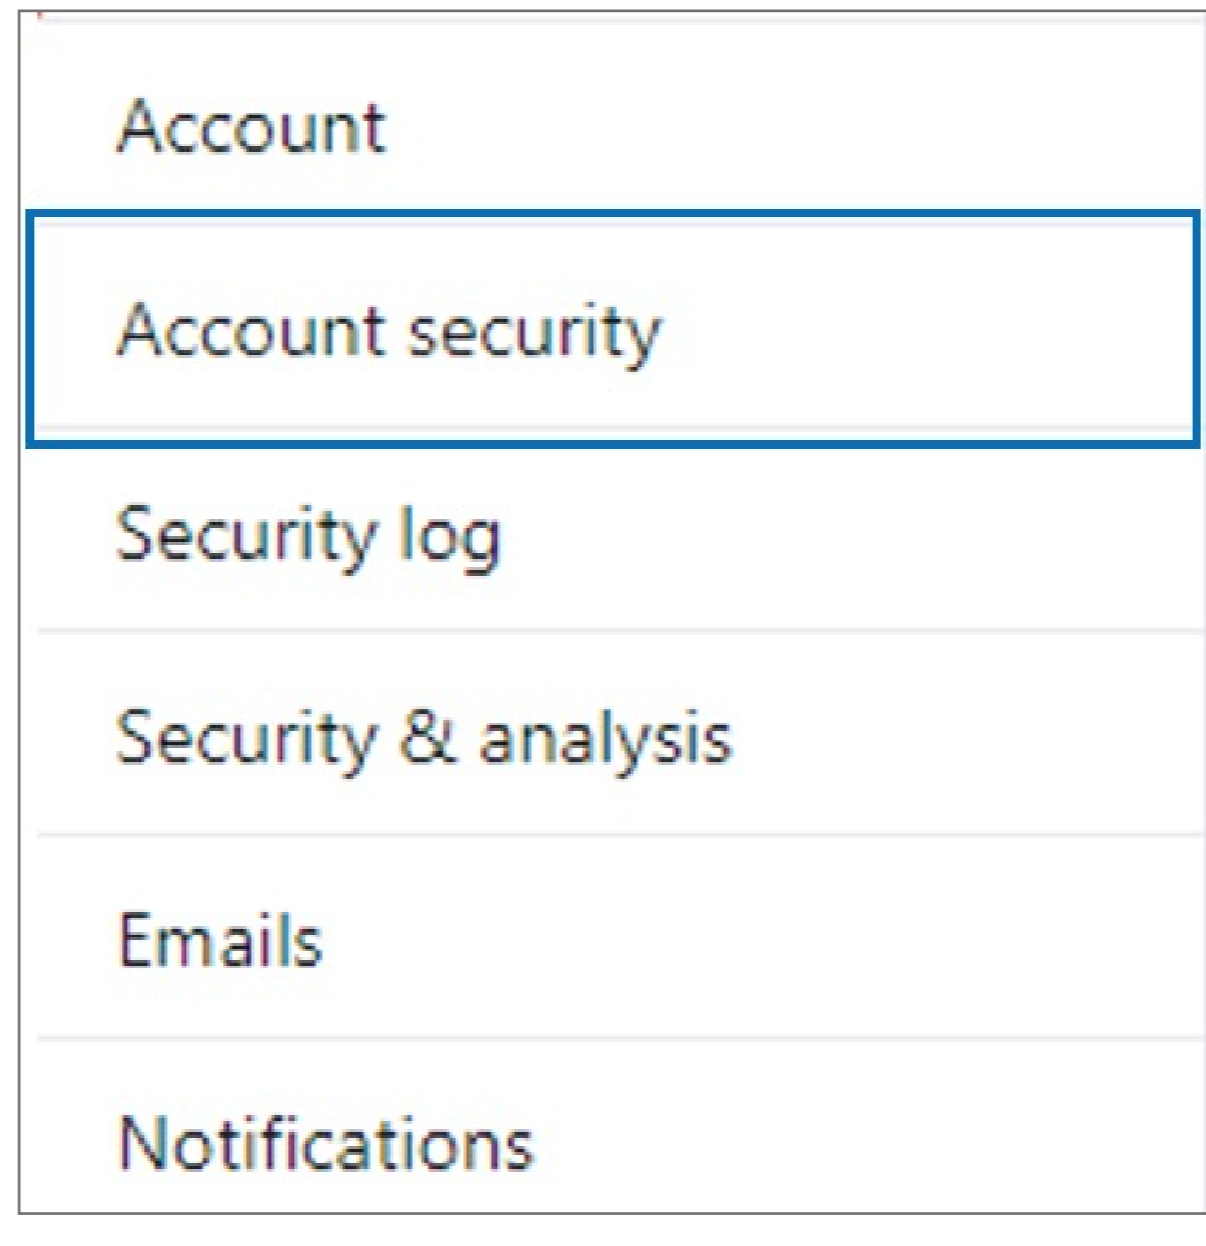 Account
Account security
Security log
Security & analysis
Emails
Notifications